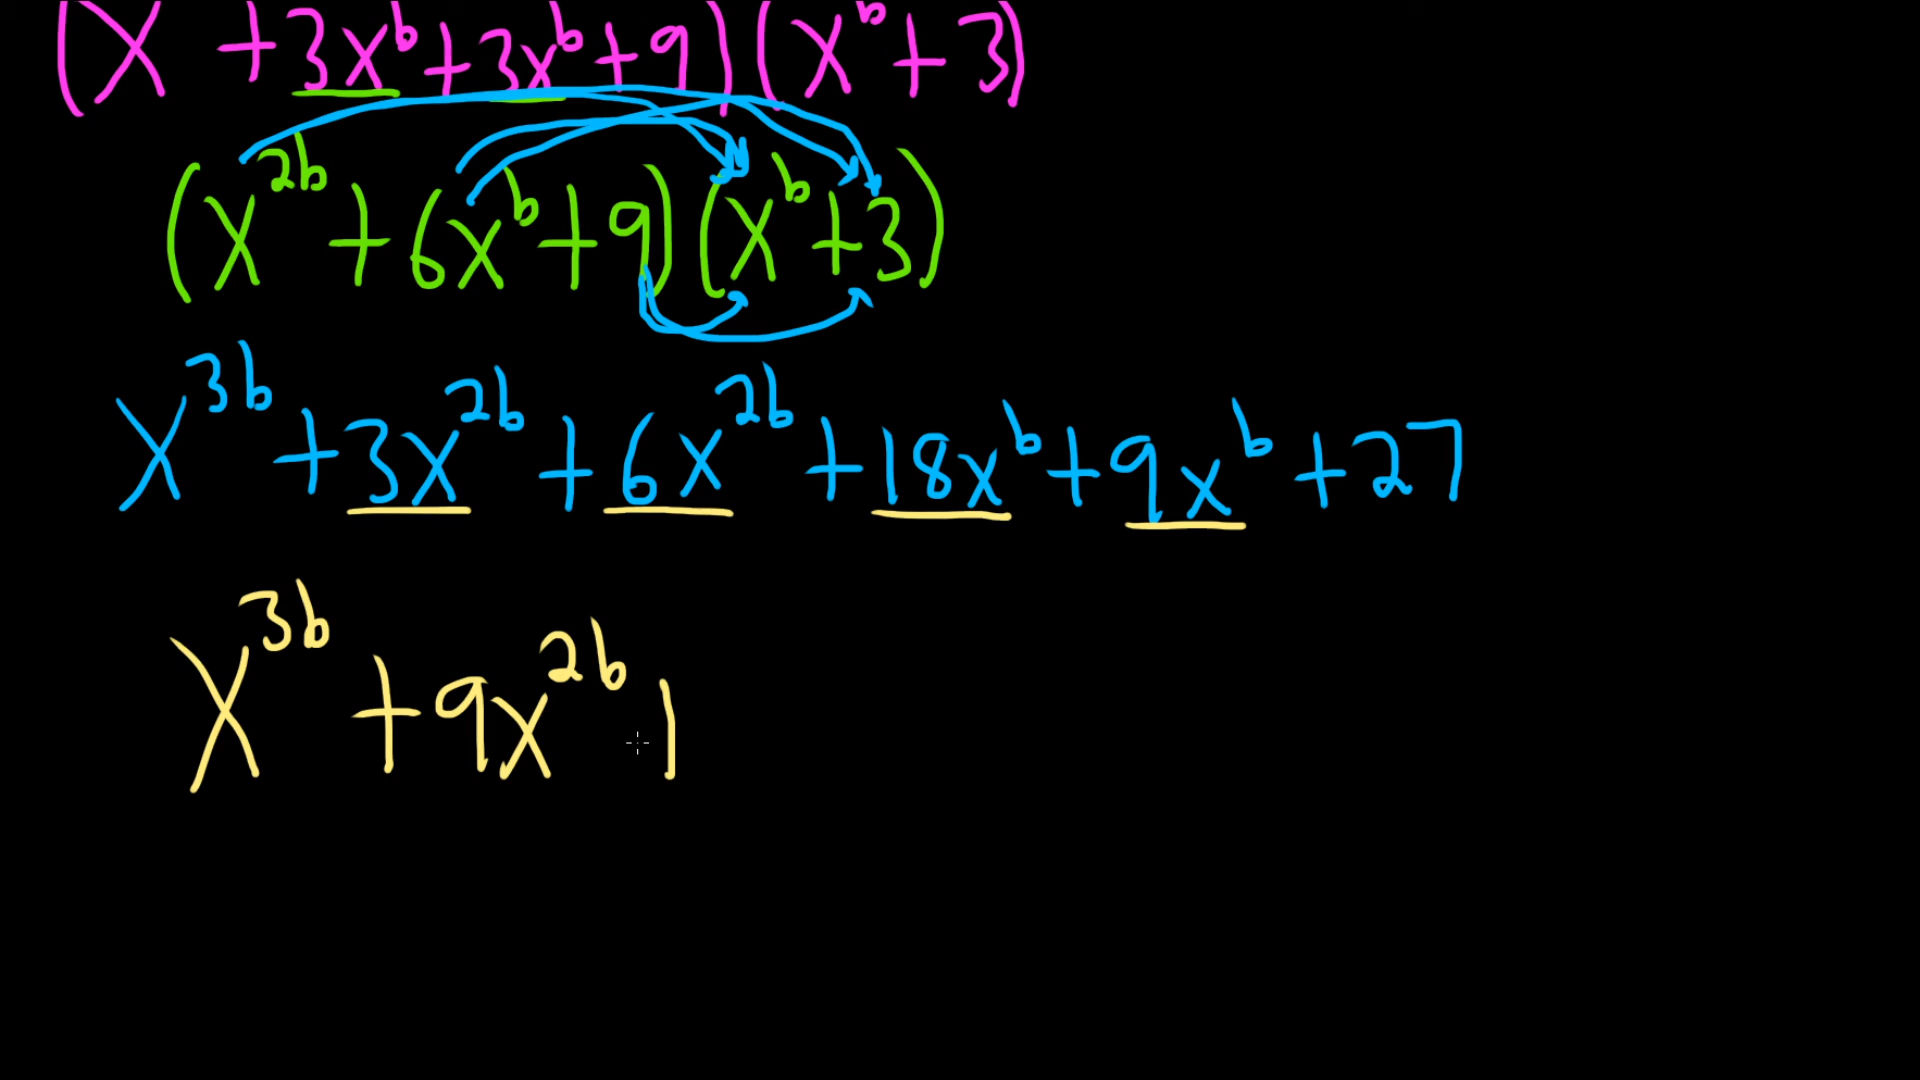 (x + 3x^b + 3x^b + 9)(x^b + 3)
(x^2b + 6x^b + 9)(x^b + 3)
x^3b + 3x^2b + 6x^2b + 18x^b + 9x^b + 27
x^3b + 9x^2b |